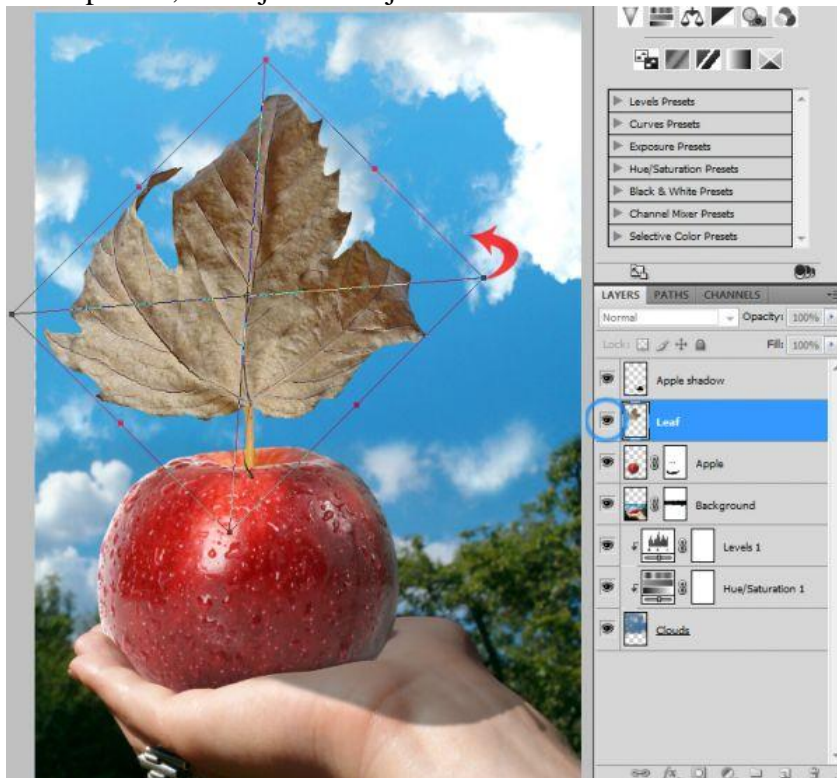 Levels Presets
Curves Presets
Exposure Presets
Hue/Saturation Presets
Black & White Presets
Channel Mixer Presets
Selective Color Presets
LAYERS PATHS CHANNELS
Normal Opacity: 100%
Lock: Fill: 100%
Apple shadow
Leaf
Apple
Background
Levels 1
Hue/Saturation 1
Clouds
fx